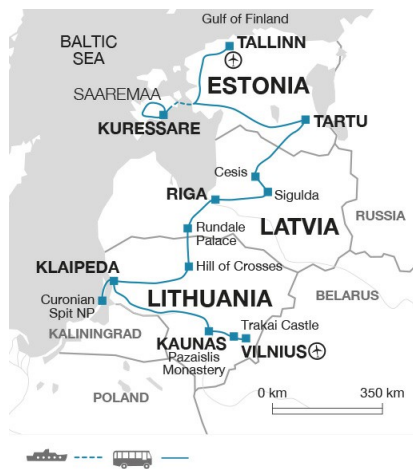 Gulf of Finland
BALTIC
SEA
TALLINN
ESTONIA
SAAREMAA
KURESSARE
TARTU
Cesis
Sigulda
RIGA
LATVIA
RUSSIA
Rundale
Palace
KLAIPEDA
Hill of Crosses
LITHUANIA
BELARUS
Curonian
Spit NP
KALININGRAD
Trakai Castle
KAUNAS
Pazaislis
Monastery
VILNIUS
POLAND
0 km
350 km